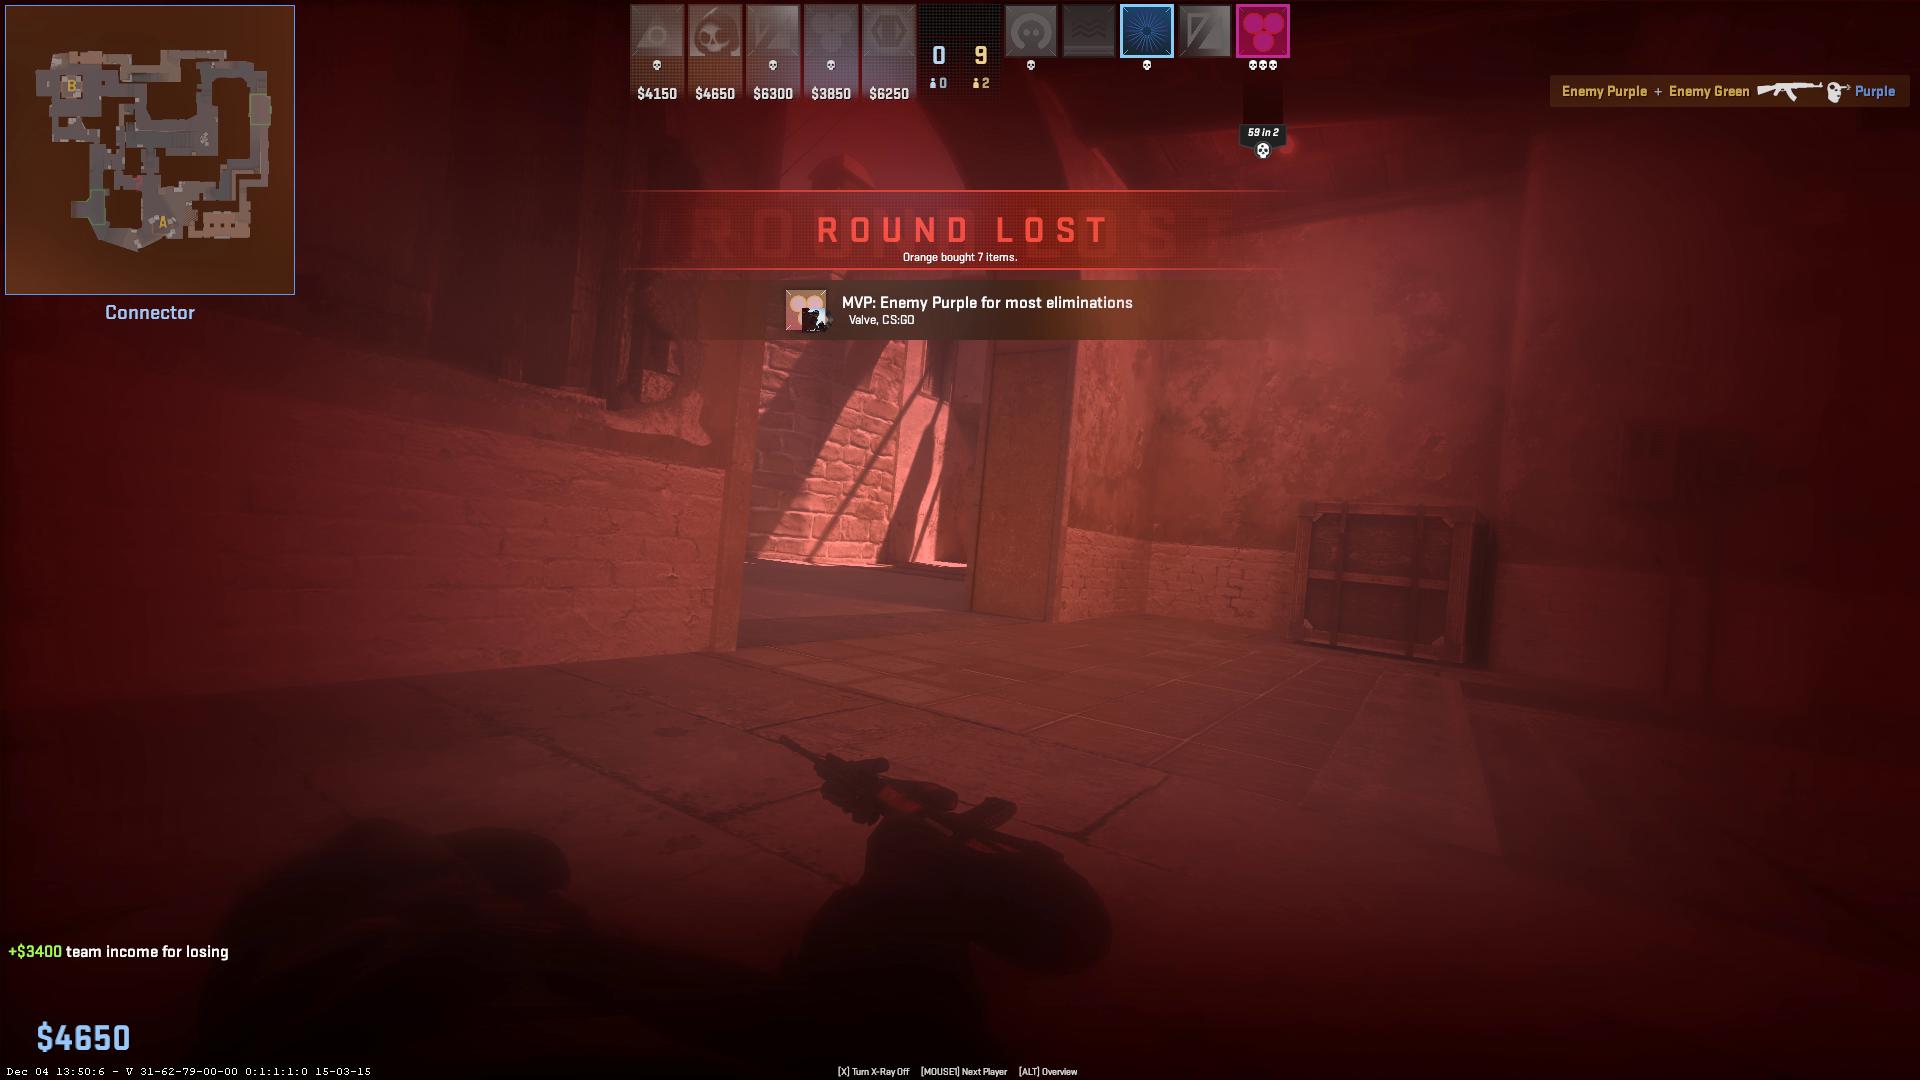 B
A
Connector
$4150
$4650
$6300
$3850
$6250
0
9
0
2
59 in 2
Enemy Purple + Enemy Green Purple
ROUND LOST
Orange bought 7 items.
MVP: Enemy Purple for most eliminations
Valve, CS:GO
+$3400 team income for losing
$4650
Dec 04 13:50:6 - V 31-62-79-00-00 0:1:1:1:0 15-03-15
[X] Turn X-Ray Off [MOUSE1] Next Player [ALT] Overview